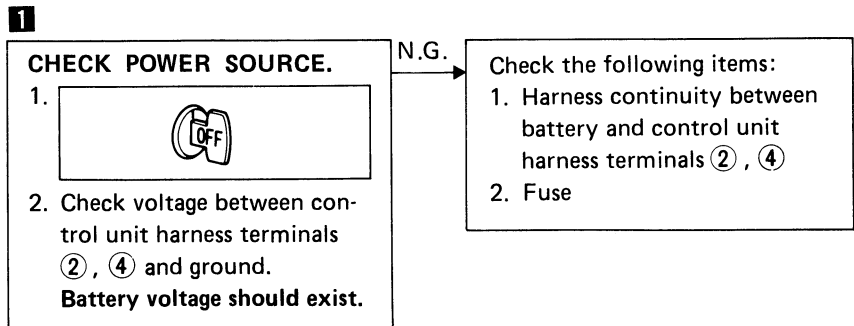 1
CHECK POWER SOURCE.
1.
OFF
2. Check voltage between con-
trol unit harness terminals
②, ④ and ground.
Battery voltage should exist.
N.G.
Check the following items:
1. Harness continuity between
battery and control unit
harness terminals ②, ④
2. Fuse